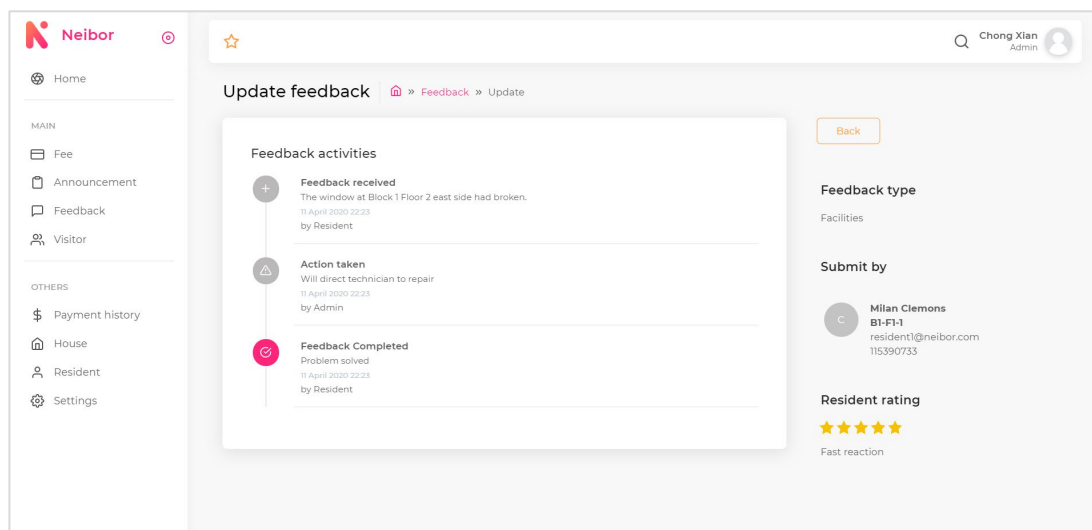 Neibor
Home
MAIN
Fee
Announcement
Feedback
Visitor
OTHERS
Payment history
House
Resident
Settings
Chong Xian
Admin
Update feedback
» Feedback » Update
Feedback activities
Feedback received
The window at Block 1 Floor 2 east side had broken.
11 April 2020 22:23
by Resident
Action taken
Will direct technician to repair
11 April 2020 22:23
by Admin
Feedback Completed
Problem solved
11 April 2020 22:23
by Resident
Back
Feedback type
Facilities
Submit by
C
Milan Clemons
B1-F1-1
resident1@neibor.com
115390733
Resident rating
Fast reaction